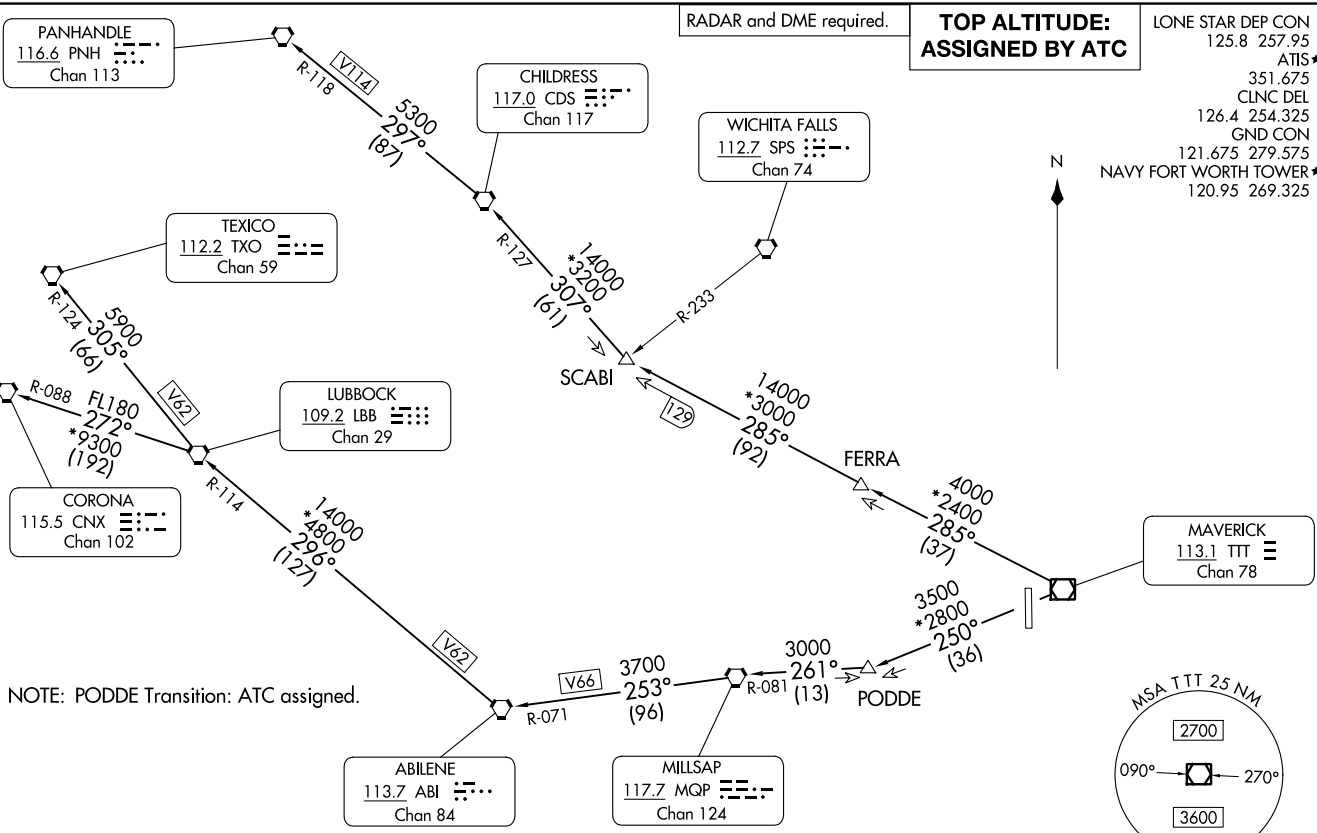 PANHANDLE
116.6 PNH
Chan 113
RADAR and DME required.
TOP ALTITUDE:
ASSIGNED BY ATC
LONE STAR DEP CON
125.8 257.95
ATIS★
351.675
CLNC DEL
126.4 254.325
GND CON
121.675 279.575
NAVY FORT WORTH TOWER★
120.95 269.325
R-118
V114
5300
297°
(87)
CHILDRESS
117.0 CDS
Chan 117
WICHITA FALLS
112.7 SPS
Chan 74
N
TEXICO
112.2 TXO
Chan 59
R-127
14000
*3200
307°
(61)
R-233
R-124
5900
305°
(66)
V62
SCABI
129
14000
*3000
285°
(92)
FERRA
R-088
FL180
272°
*9300
(192)
LUBBOCK
109.2 LBB
Chan 29
CORONA
115.5 CNX
Chan 102
R-114
14000
*4800
296°
(127)
V62
4000
*2400
285°
(37)
MAVERICK
113.1 TTT
Chan 78
3500
*2800
250°
(36)
3000
261°
(13)
R-081
PODDE
V66
3700
253°
(96)
R-071
NOTE: PODDE Transition: ATC assigned.
ABILENE
113.7 ABI
Chan 84
MILLSAP
117.7 MQP
Chan 124
MSA TTT 25 NM
2700
090°
270°
3600